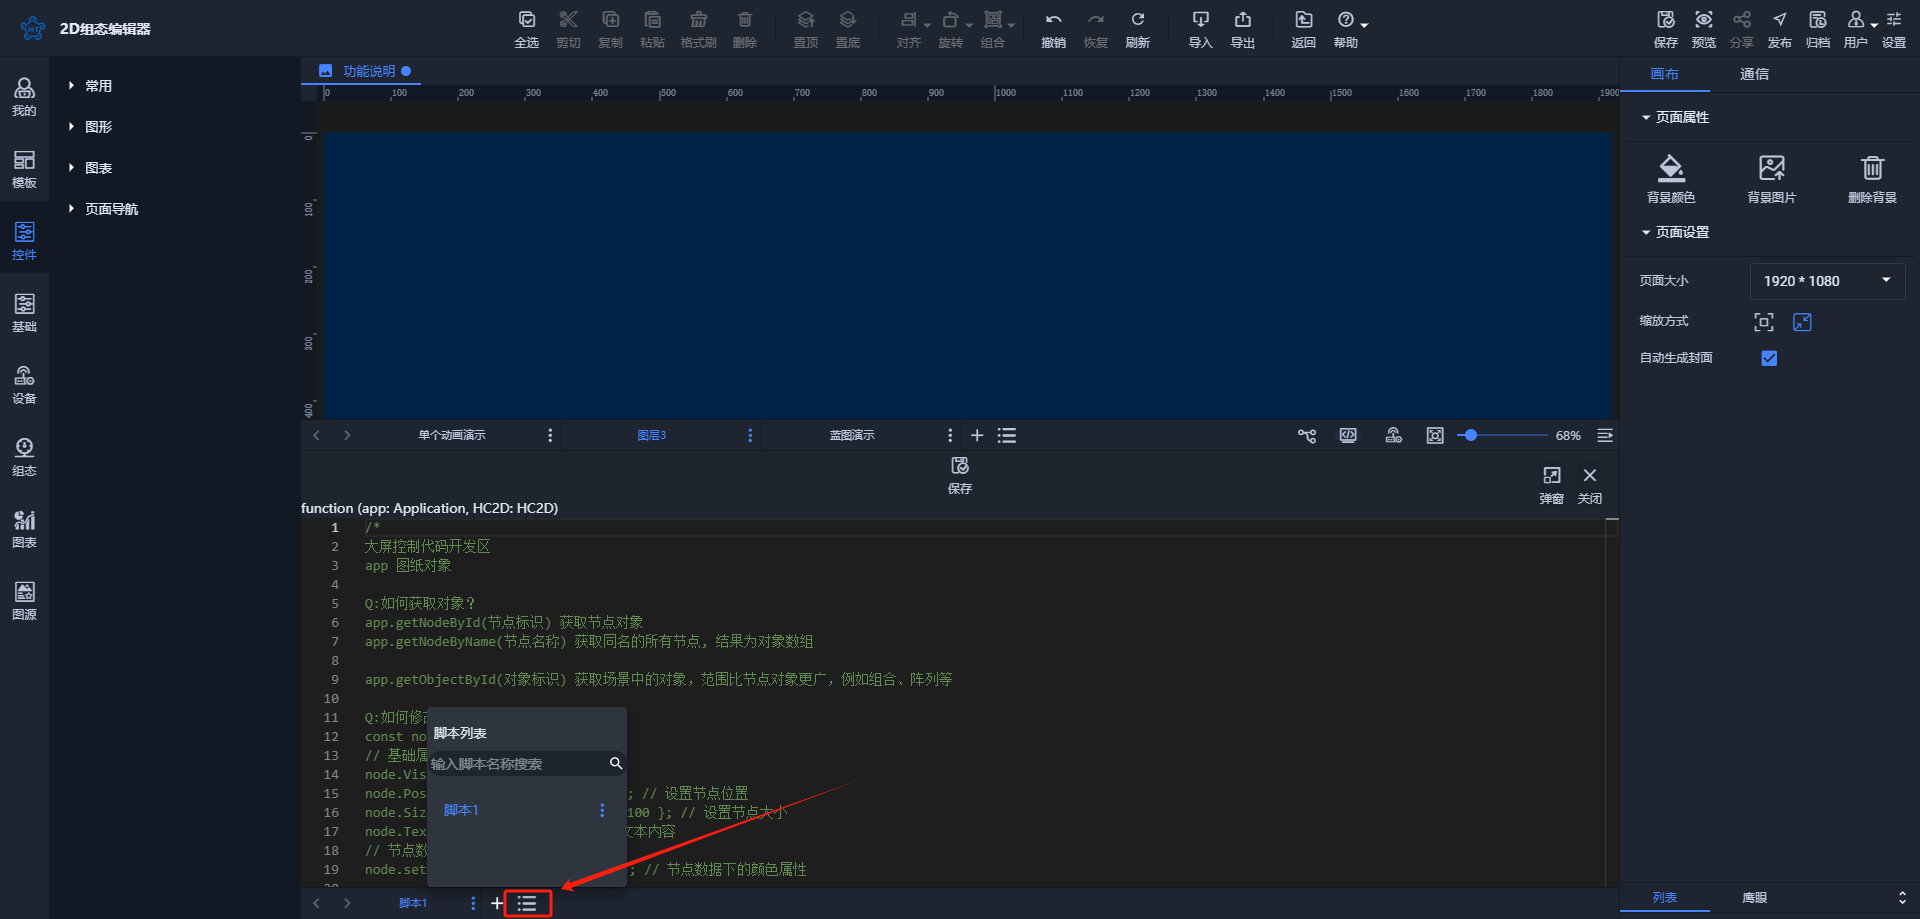 2D组态编辑器
全选 剪切 复制 粘贴 格式刷 删除 置顶 置底 对齐 旋转 组合 撤销 恢复 刷新 导入 导出 返回 帮助 保存 预览 分享 发布 归档 用户 设置
我的
模板
控件
基础
设备
组态
图表
图源
常用
图形
图表
页面导航
功能说明
0 100 200 300 400 500 600 700 800 900 1000 1100 1200 1300 1400 1500 1600 1700 1800 1900
0
100
200
300
400
单个动画演示 图层3 蓝图演示 68%
保存
弹窗 关闭
function (app: Application, HC2D: HC2D)
1 /*
2 大屏控制代码开发区
3 app 图纸对象
4
5 Q:如何获取对象？
6 app.getNodeById(节点标识) 获取节点对象
7 app.getNodeByName(节点名称) 获取同名的所有节点, 结果为对象数组
8
9 app.getObjectById(对象标识) 获取场景中的对象，范围比节点对象更广，例如组合、阵列等
10
11 Q:如何修
12 const no
13 // 基础属
14 node.Vis
15 node.Pos ; // 设置节点位置
16 node.Siz 100 }; // 设置节点大小
17 node.Tex 文本内容
18 // 节点数
19 node.set ; // 节点数据下的颜色属性
20
脚本列表
输入脚本名称搜索
脚本1
脚本1
画布 通信
页面属性
背景颜色 背景图片 删除背景
页面设置
页面大小 1920 * 1080
缩放方式
自动生成封面
列表 鹰眼